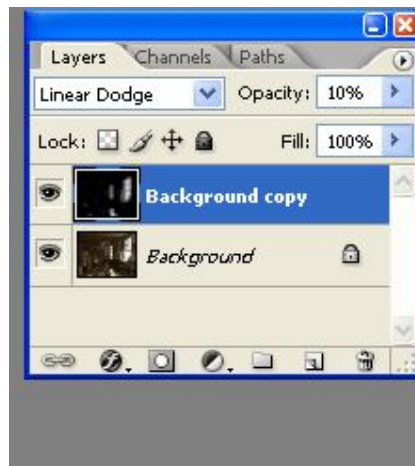 Layers Channels Paths
Linear Dodge Opacity: 10%
Lock: Fill: 100%
Background copy
Background